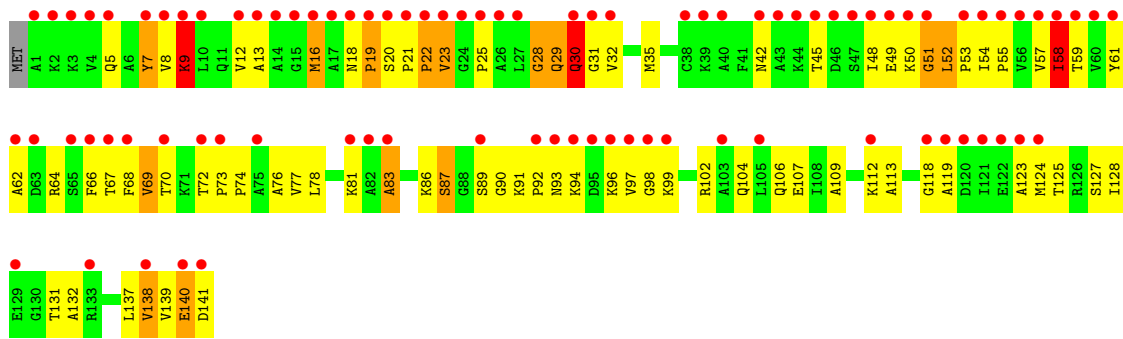 MET A1 K2 K3 V4 Q5 A6 Y7 V8 K9 L10 Q11 V12 A13 A14 G15 M16 A17 N18 P19 S20 P21 P22 V23 G24 P25 A26 L27 G28 Q29 Q30 G31 V32 M35 C38 K39 A40 F41 N42 A43 K44 T45 D46 S47 I48 E49 K50 G51 L52 P53 I54 P55 V56 V57 I58 T59 V60 Y61
A62 D63 R64 S65 F66 T67 F68 V69 T70 K71 T72 P73 P74 A75 A76 V77 L78 K81 A82 A83 K86 S87 G88 S89 G90 K91 P92 N93 K94 D95 K96 V97 G98 K99 R102 A103 Q104 L105 Q106 E107 I108 A109 K112 A113 G118 A119 D120 I121 E122 A123 M124 T125 R126 S127 I128
E129 G130 T131 A132 R133 L137 V138 V139 E140 D141